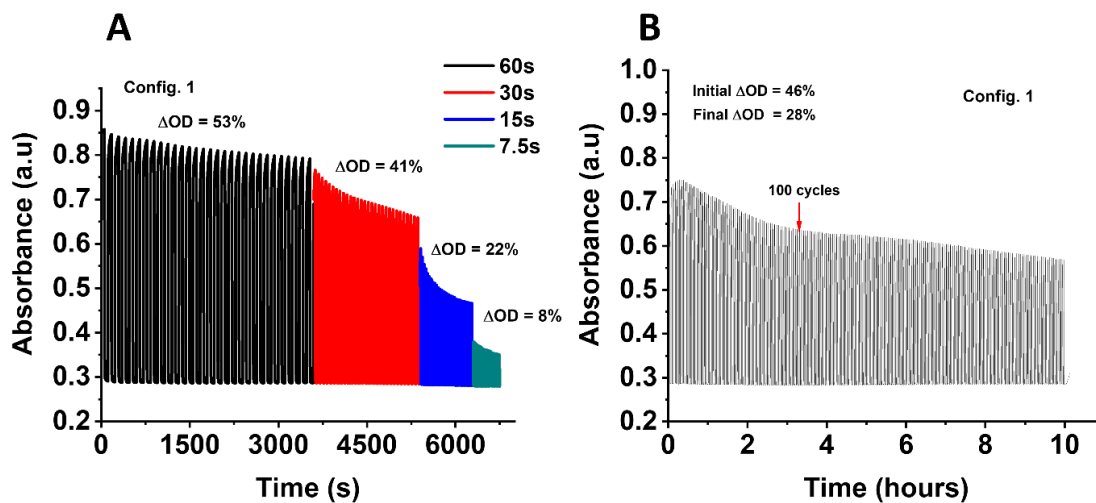 A
Config. 1
60s
30s
15s
7.5s
ΔOD = 53%
ΔOD = 41%
ΔOD = 22%
ΔOD = 8%
Absorbance (a.u)
0.9
0.8
0.7
0.6
0.5
0.4
0.3
0.2
0
1500
3000
4500
6000
Time (s)
B
Initial ΔOD = 46%
Final ΔOD  = 28%
Config. 1
100 cycles
Absorbance (a.u)
1.0
0.9
0.8
0.7
0.6
0.5
0.4
0.3
0.2
0
2
4
6
8
10
Time (hours)